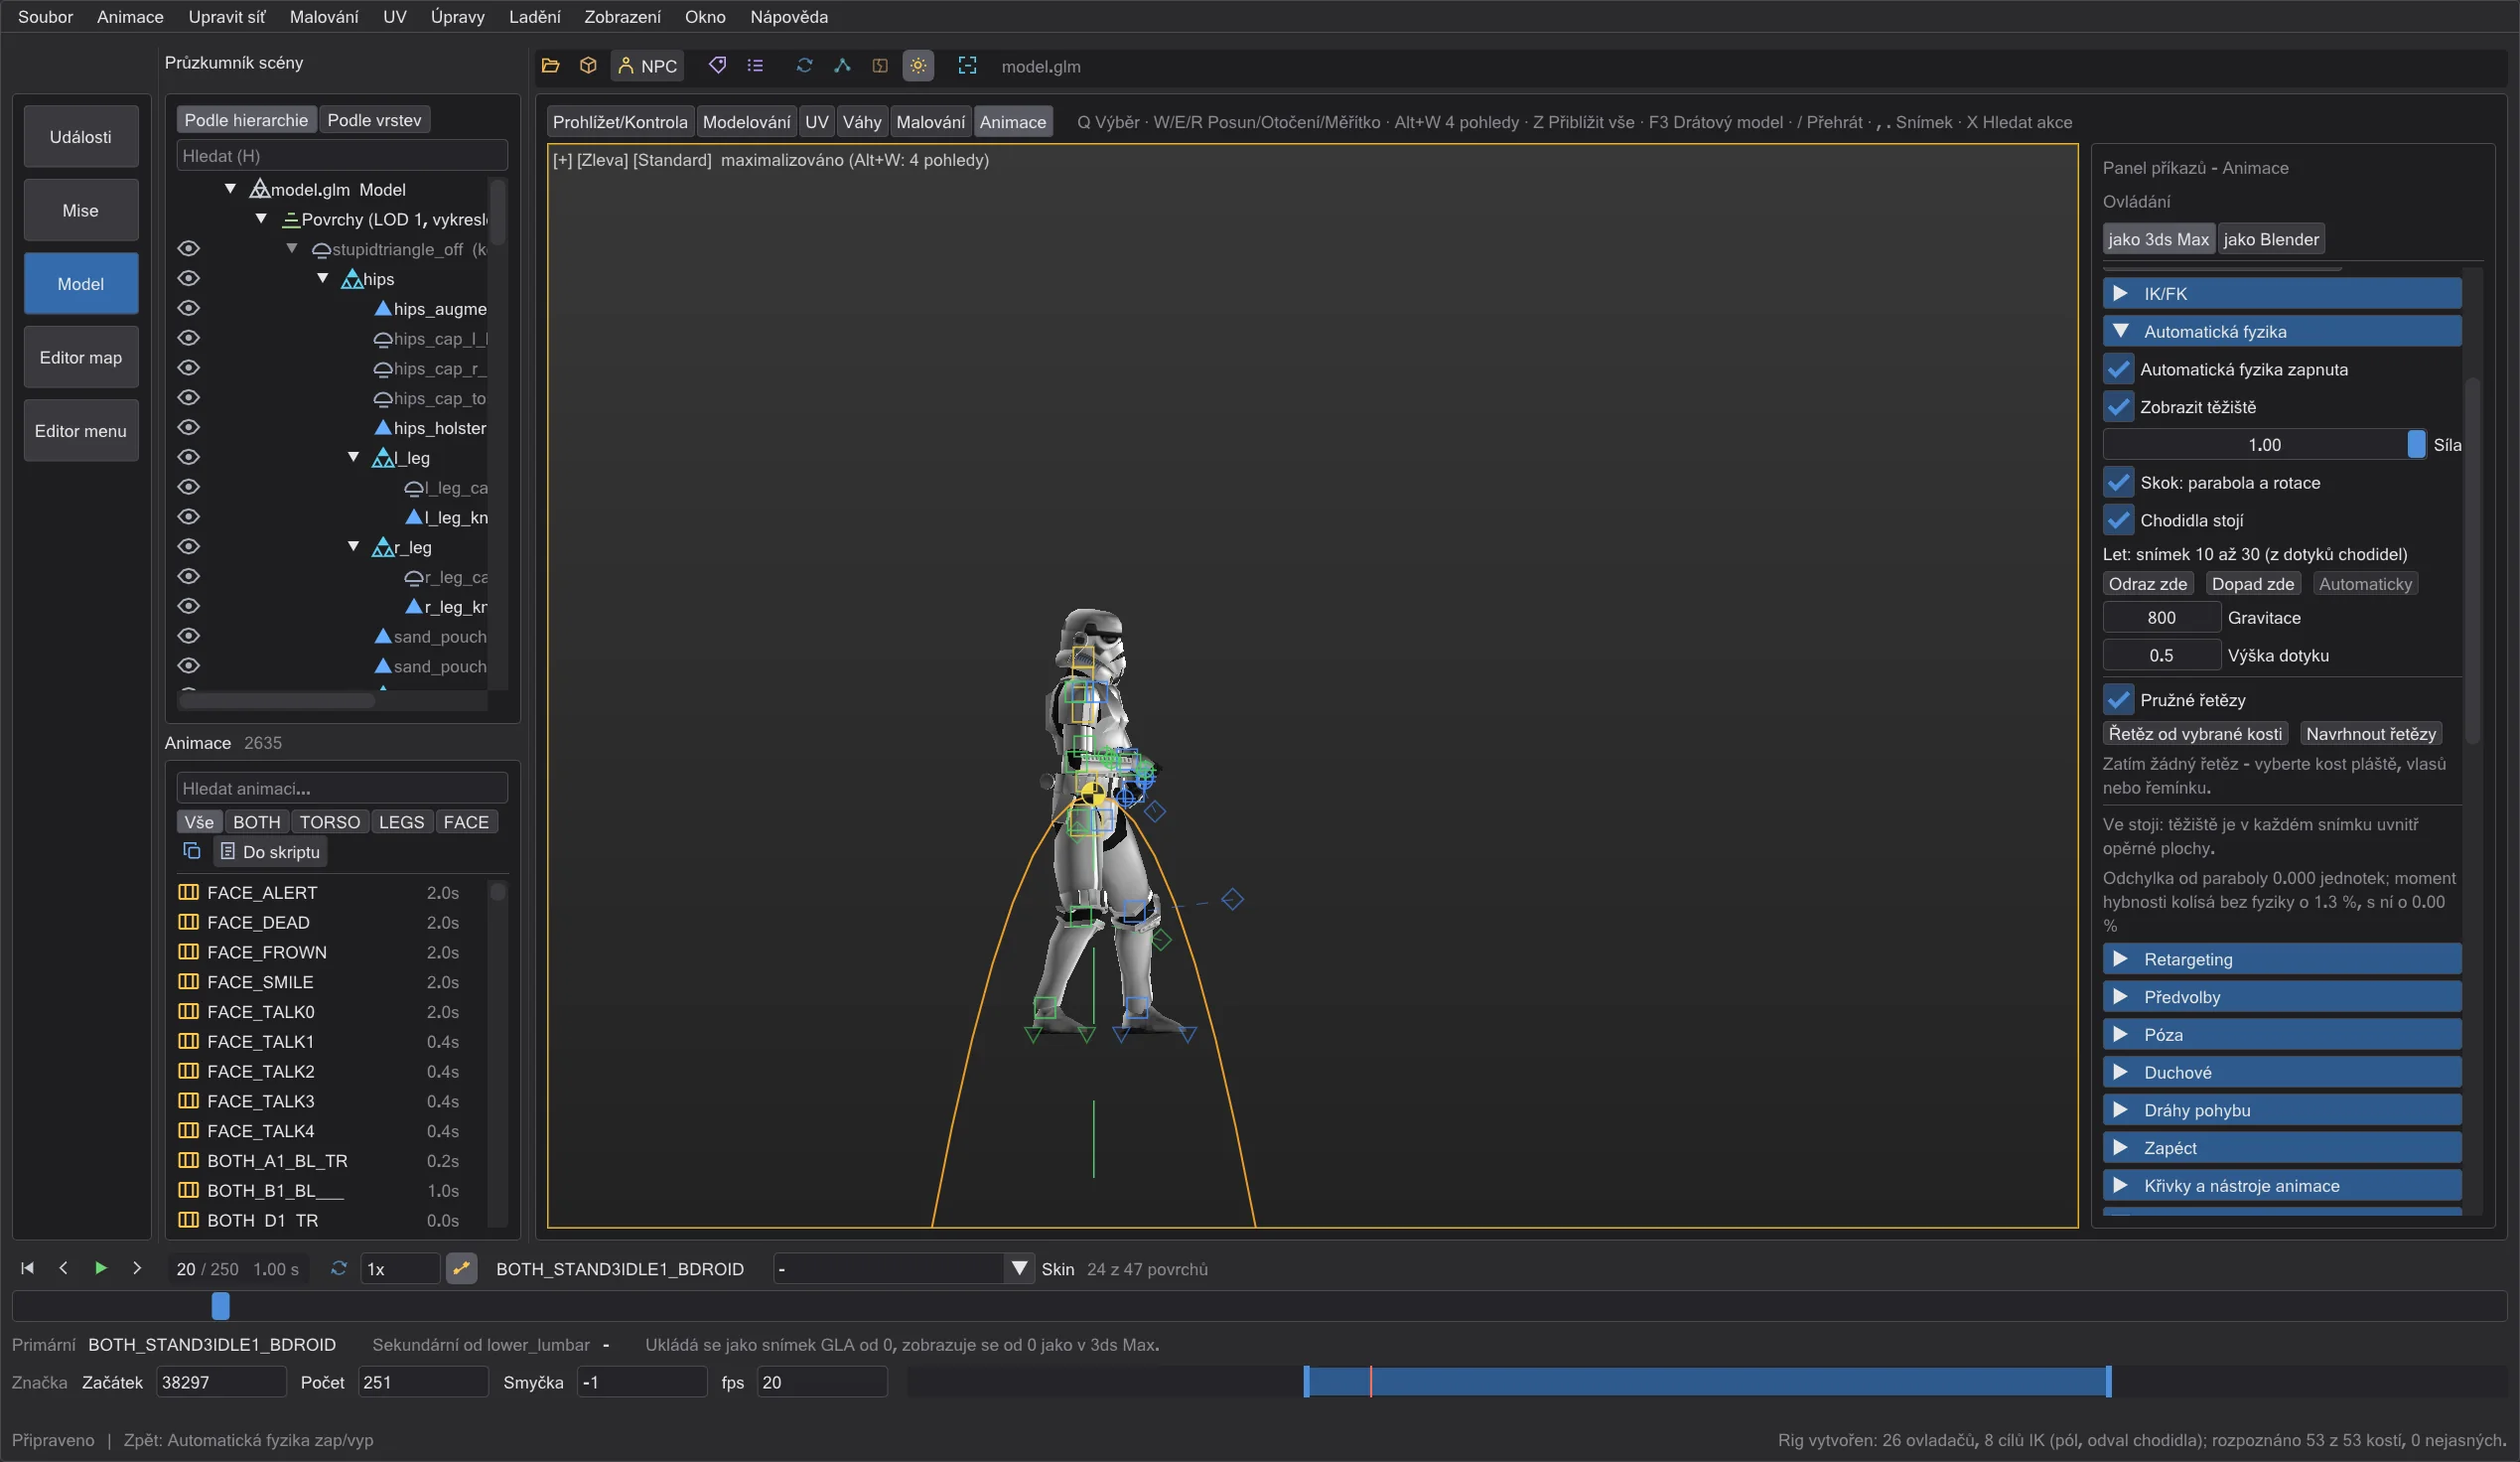 Soubor Animace Upravit síť Malování UV Úpravy Ladění Zobrazení Okno Nápověda
Průzkumník scény
NPC model.glm
Události
Mise
Model
Editor map
Editor menu
Podle hierarchie Podle vrstev
Hledat (H)
model.glm Model
Povrchy (LOD 1, vykresl
stupidtriangle_off (k
hips
hips_augme
hips_cap_l_
hips_cap_r_
hips_cap_to
hips_holster
l_leg
l_leg_ca
l_leg_kn
r_leg
r_leg_ca
r_leg_kn
sand_pouch
sand_pouch
Animace 2635
Hledat animaci...
Vše BOTH TORSO LEGS FACE
Do skriptu
FACE_ALERT 2.0s
FACE_DEAD 2.0s
FACE_FROWN 2.0s
FACE_SMILE 2.0s
FACE_TALK0 2.0s
FACE_TALK1 0.4s
FACE_TALK2 0.4s
FACE_TALK3 0.4s
FACE_TALK4 0.4s
BOTH_A1_BL_TR 0.2s
BOTH_B1_BL___ 1.0s
BOTH_D1_TR 0.0s
Prohlížet/Kontrola Modelování UV Váhy Malování Animace Q Výběr · W/E/R Posun/Otočení/Měřítko · Alt+W 4 pohledy · Z Přiblížit vše · F3 Drátový model · / Přehrát · , . Snímek · X Hledat akce
[+] [Zleva] [Standard] maximalizováno (Alt+W: 4 pohledy)
Panel příkazů - Animace
Ovládání
jako 3ds Max jako Blender
IK/FK
Automatická fyzika
Automatická fyzika zapnuta
Zobrazit těžiště
1.00 Síla
Skok: parabola a rotace
Chodidla stojí
Let: snímek 10 až 30 (z dotyků chodidel)
Odraz zde Dopad zde Automaticky
800 Gravitace
0.5 Výška dotyku
Pružné řetězy
Řetěz od vybrané kosti Navrhnout řetězy
Zatím žádný řetěz - vyberte kost pláště, vlasů
nebo řemínku.
Ve stoji: těžiště je v každém snímku uvnitř
opěrné plochy.
Odchylka od paraboly 0.000 jednotek; moment
hybnosti kolísá bez fyziky o 1.3 %, s ní o 0.00
%
Retargeting
Předvolby
Póza
Duchové
Dráhy pohybu
Zapéct
Křivky a nástroje animace
20 / 250 1.00 s 1x BOTH_STAND3IDLE1_BDROID - Skin 24 z 47 povrchů
Primární BOTH_STAND3IDLE1_BDROID Sekundární od lower_lumbar - Ukládá se jako snímek GLA od 0, zobrazuje se od 0 jako v 3ds Max.
Značka Začátek 38297 Počet 251 Smyčka -1 fps 20
Připraveno | Zpět: Automatická fyzika zap/vyp
Rig vytvořen: 26 ovladačů, 8 cílů IK (pól, odval chodidla); rozpoznáno 53 z 53 kostí, 0 nejasných.